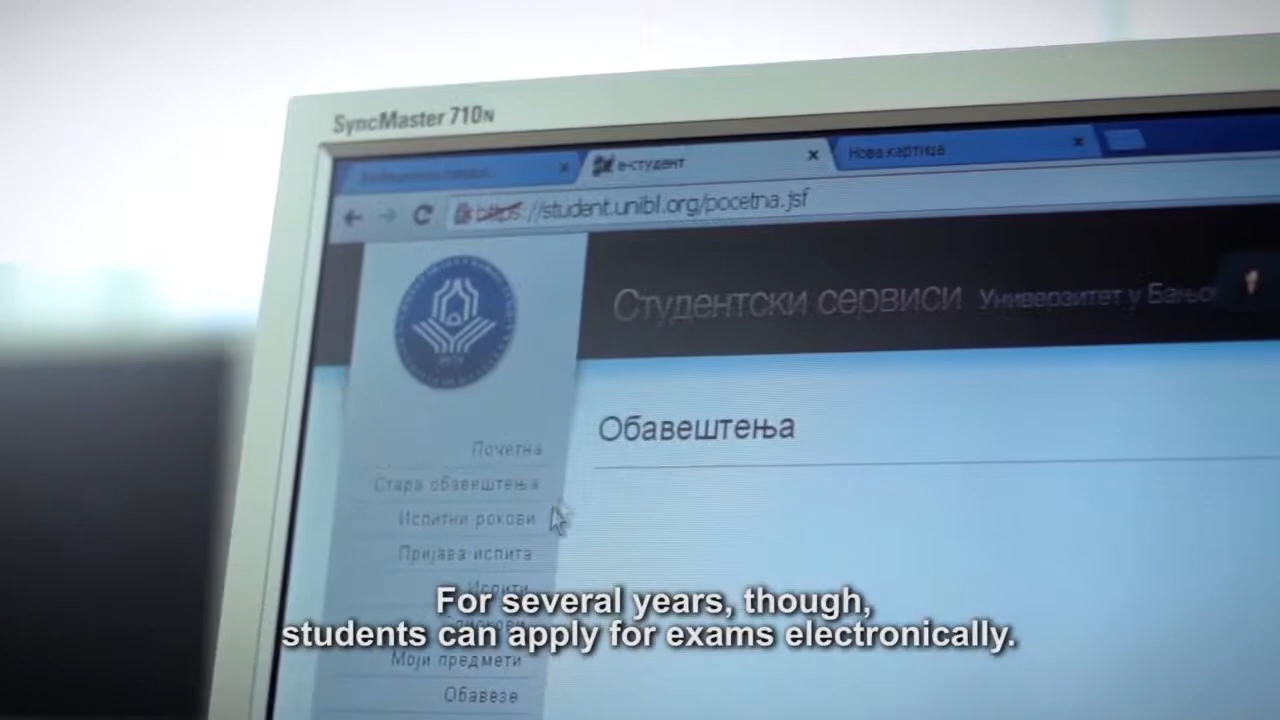 SyncMaster 710N
е-студент
Нова картица
https://student.unibl.org/pocetna.jsf
Студентски сервиси Универзитет у
Обавештења
Почетна
Стара обавештења
Испитни рокови
Пријава испита
Испити
For several years, though,
students can apply for exams electronically.
Моји предмети
Обавезе